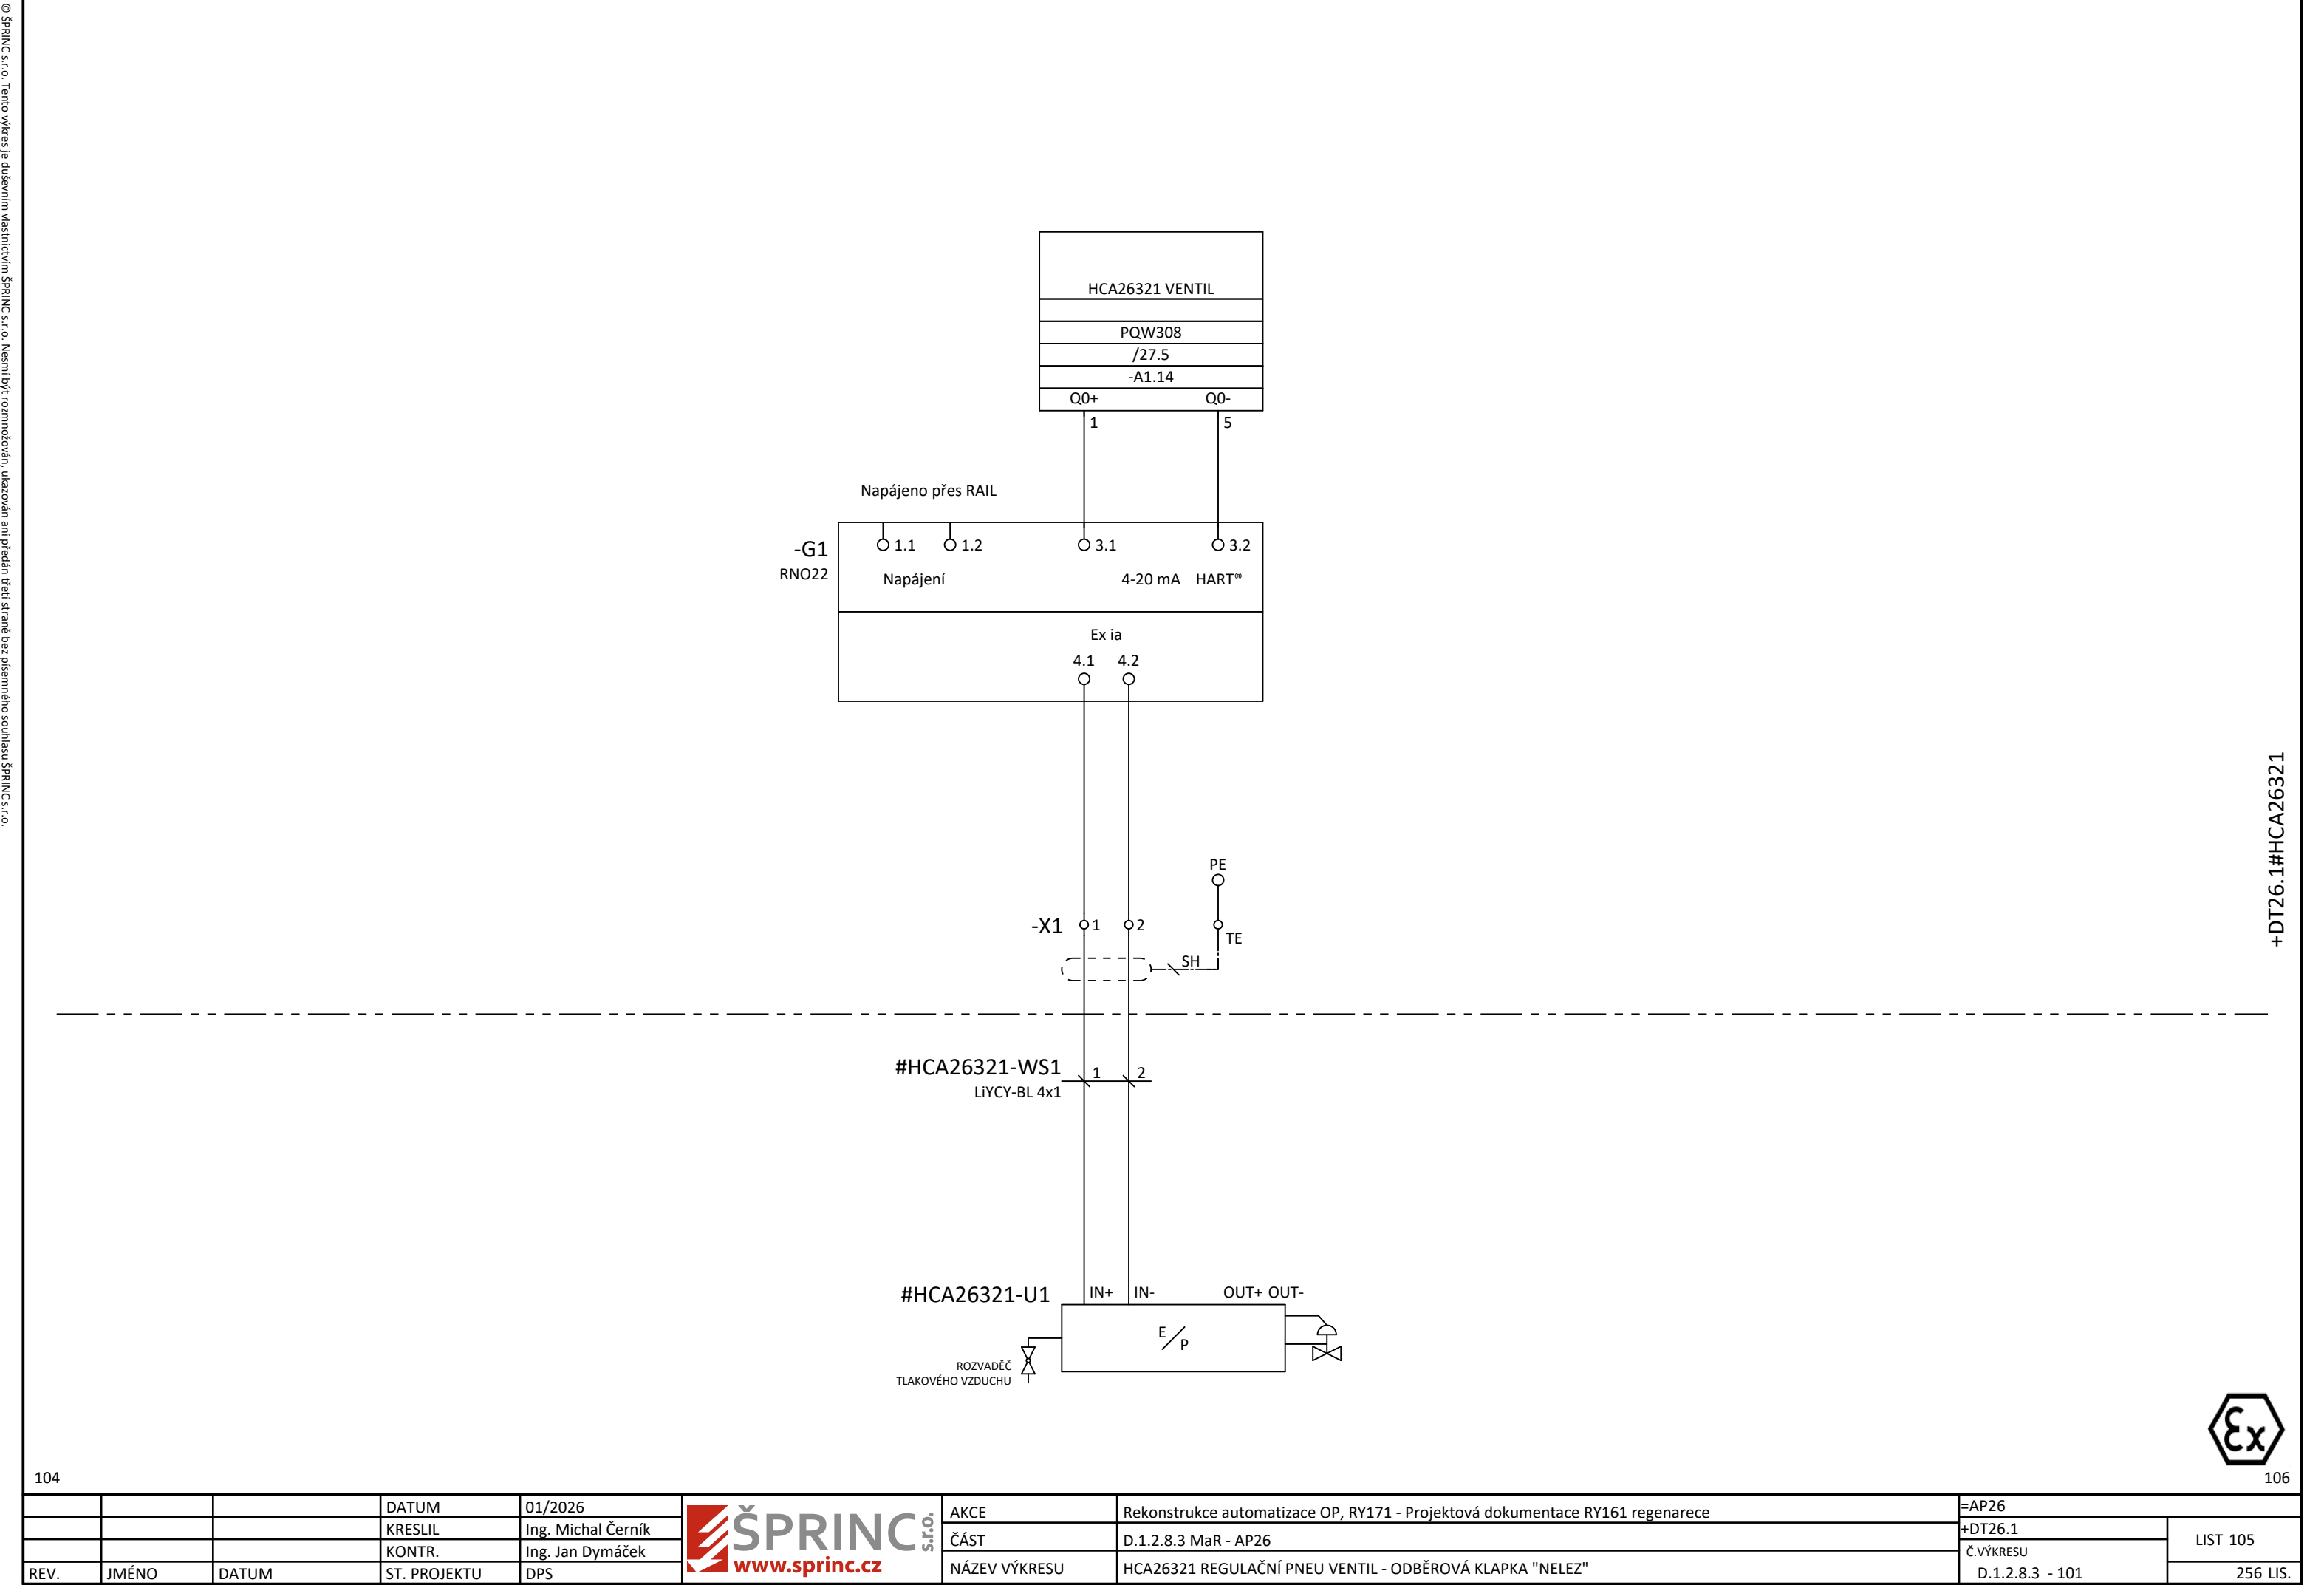 © ŠPRINC s.r.o. Tento výkres je duševním vlastnictvím ŠPRINC s.r.o. Nesmí být rozmnožován, ukazován ani předán třetí straně bez písemného souhlasu ŠPRINC s.r.o.
HCA26321 VENTIL
PQW308
/27.5
-A1.14
Q0+ Q0-
1 5
Napájeno přes RAIL
-G1 1.1 1.2 3.1 3.2
RNO22 Napájení 4-20 mA HART®
Ex ia
4.1 4.2
+DT26.1#HCA26321
PE
-X1 1 2
TE
SH
#HCA26321-WS1 1 2
LiYCY-BL 4x1
#HCA26321-U1 IN+ IN- OUT+ OUT-
E/P
ROZVADĚČ
TLAKOVÉHO VZDUCHU
Ex
104 106
DATUM 01/2026
KRESLIL Ing. Michal Černík
KONTR. Ing. Jan Dymáček
REV. JMÉNO DATUM ST. PROJEKTU DPS
ŠPRINC s.r.o.
www.sprinc.cz
AKCE Rekonstrukce automatizace OP, RY171 - Projektová dokumentace RY161 regenarece
ČÁST D.1.2.8.3 MaR - AP26
NÁZEV VÝKRESU HCA26321 REGULAČNÍ PNEU VENTIL - ODBĚROVÁ KLAPKA "NELEZ"
=AP26
+DT26.1
Č.VÝKRESU
D.1.2.8.3 - 101
LIST 105
256 LIS.